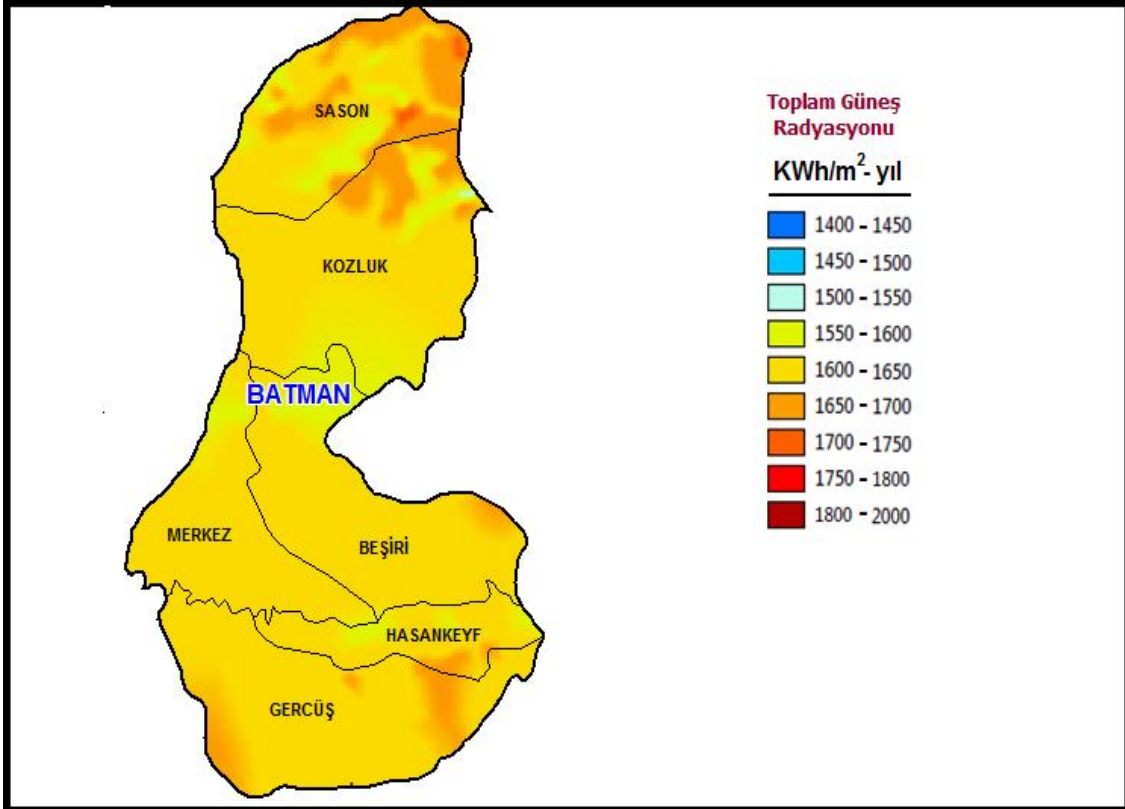 SASON
KOZLUK
BATMAN
MERKEZ
BEŞİRİ
HASANKEYF
GERCÜŞ
Toplam Güneş
Radyasyonu
KWh/m²- yıl
1400 - 1450
1450 - 1500
1500 - 1550
1550 - 1600
1600 - 1650
1650 - 1700
1700 - 1750
1750 - 1800
1800 - 2000